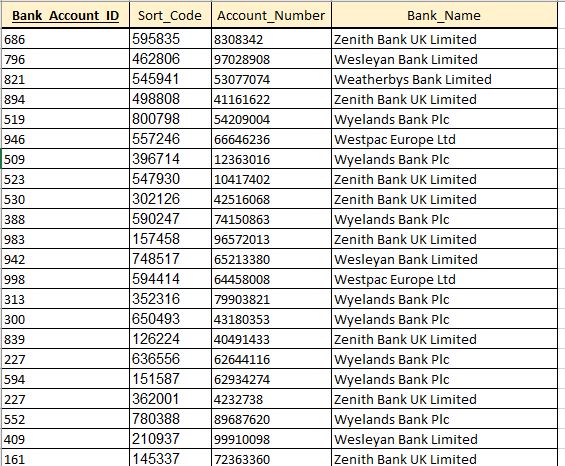 Bank_Account_ID Sort_Code Account_Number Bank_Name
686 595835 8308342 Zenith Bank UK Limited
796 462806 97028908 Wesleyan Bank Limited
821 545941 53077074 Weatherbys Bank Limited
894 498808 41161622 Zenith Bank UK Limited
519 800798 54209004 Wyelands Bank Plc
946 557246 66646236 Westpac Europe Ltd
509 396714 12363016 Wyelands Bank Plc
523 547930 10417402 Zenith Bank UK Limited
530 302126 42516068 Zenith Bank UK Limited
388 590247 74150863 Wyelands Bank Plc
983 157458 96572013 Zenith Bank UK Limited
942 748517 65213380 Wesleyan Bank Limited
998 594414 64458008 Westpac Europe Ltd
313 352316 79903821 Wyelands Bank Plc
300 650493 43180353 Wyelands Bank Plc
839 126224 40491433 Zenith Bank UK Limited
227 636556 62644116 Wyelands Bank Plc
594 151587 62934274 Wyelands Bank Plc
227 362001 4232738 Zenith Bank UK Limited
552 780388 89687620 Wyelands Bank Plc
409 210937 99910098 Wesleyan Bank Limited
161 145337 72363360 Zenith Bank UK Limited